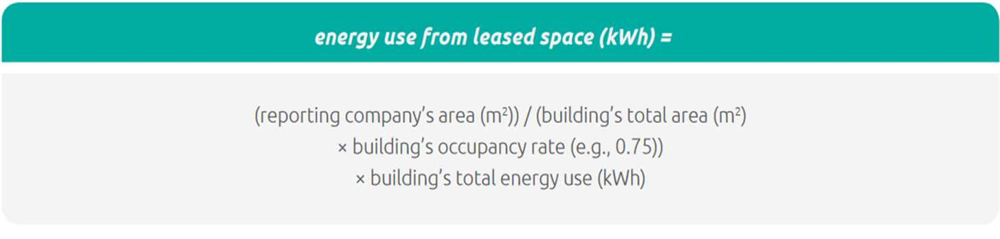 energy use from leased space (kWh) =
(reporting company’s area (m²)) / (building’s total area (m²)
× building’s occupancy rate (e.g., 0.75))
× building’s total energy use (kWh)